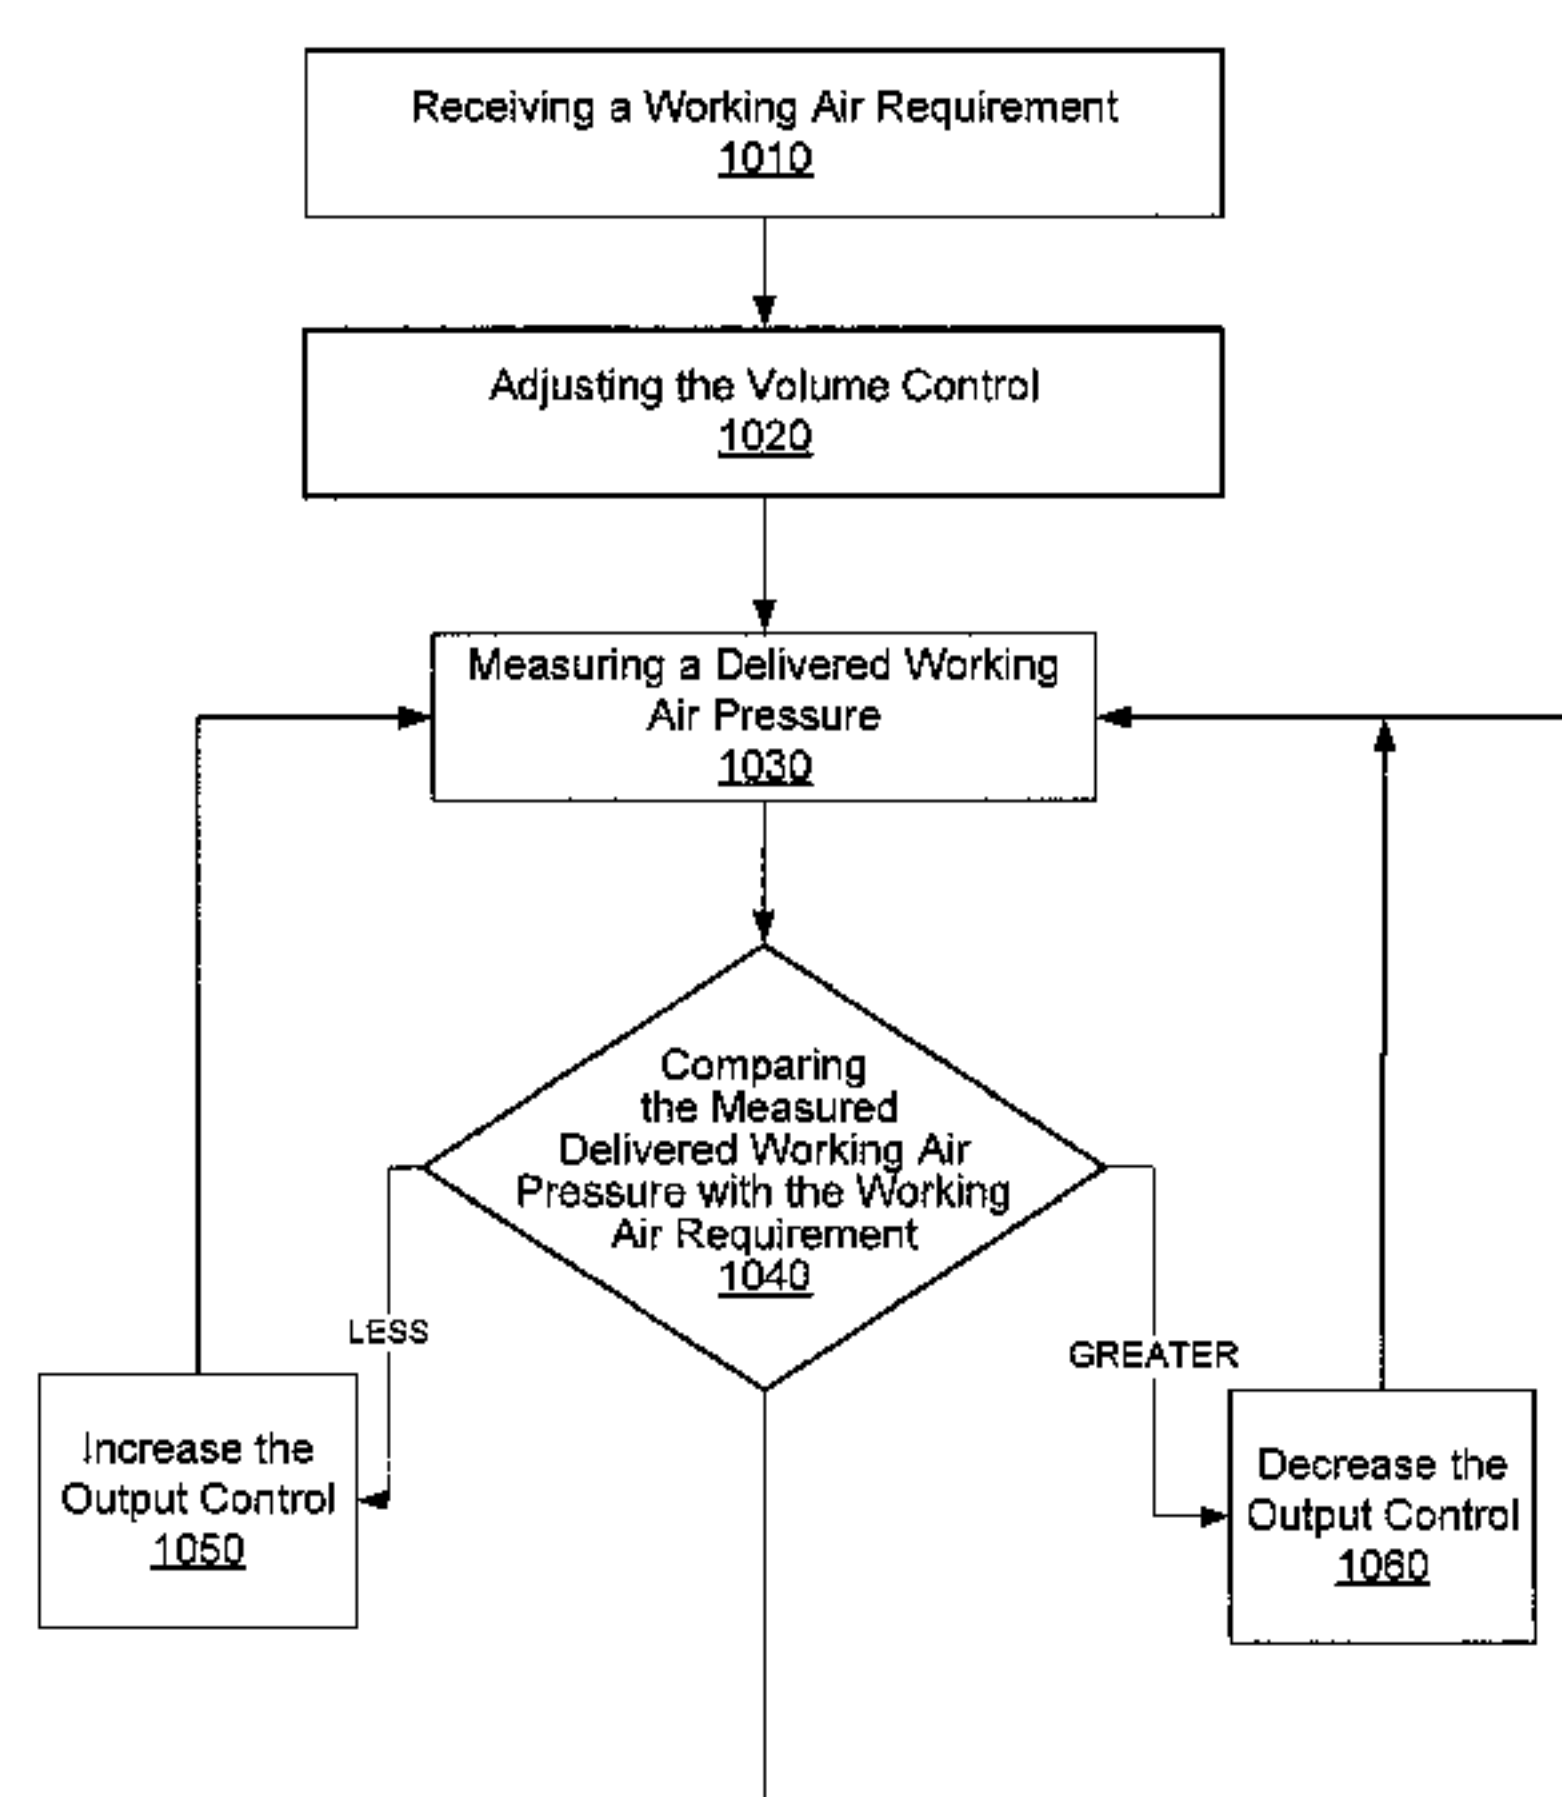 Receiving a Working Air Requirement
1010
Adjusting the Volume Control
1020
Measuring a Delivered Working
Air Pressure
1030
Comparing
the Measured
Delivered Working Air
Pressure with the Working
Air Requirement
1040
LESS
GREATER
Increase the
Output Control
1050
Decrease the
Output Control
1060